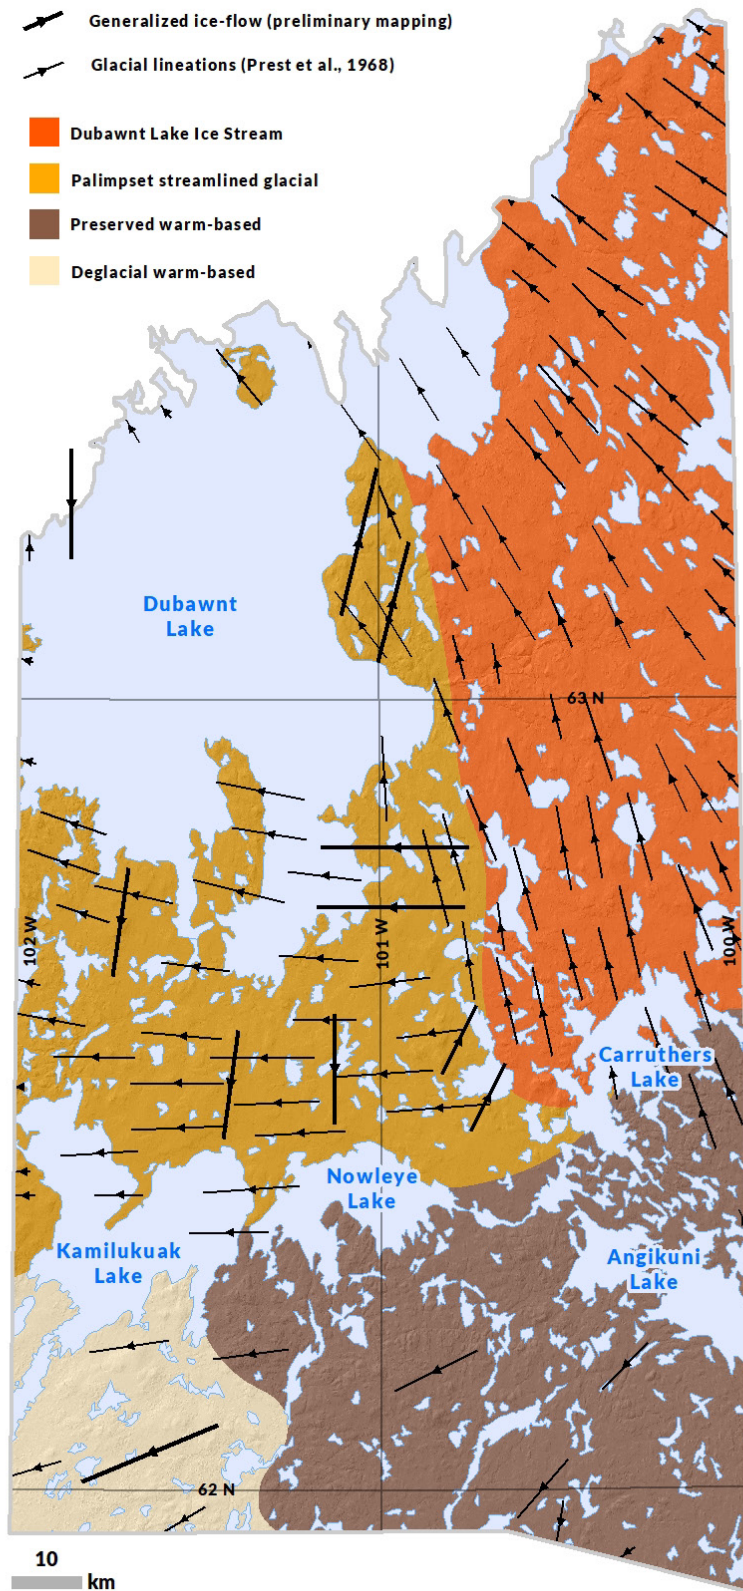 Generalized ice-flow (preliminary mapping)
Glacial lineations (Prest et al., 1968)
Dubawnt Lake Ice Stream
Palimpset streamlined glacial
Preserved warm-based
Deglacial warm-based
Dubawnt
Lake
63 N
102 W
101 W
100 W
Carruthers
Lake
Nowleye
Lake
Kamilukuak
Lake
Angikuni
Lake
62 N
10
km